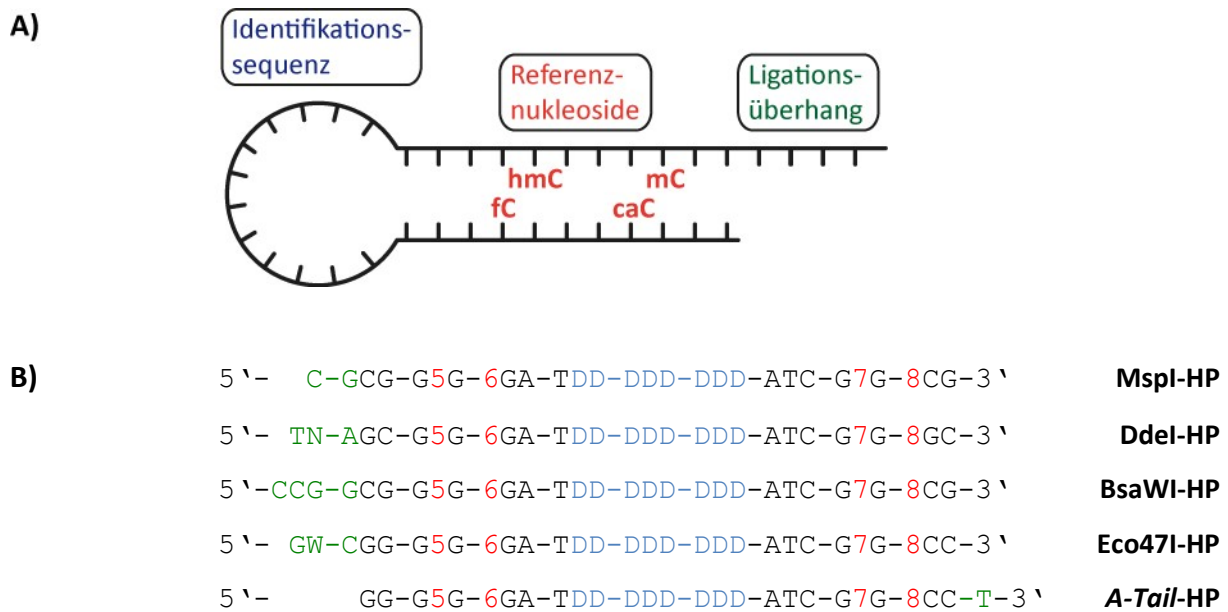 A)
Identifikations-
sequenz
Referenz-
nukleoside
Ligations-
überhang
hmC
mC
fC
caC
B)
5‘- C-GCG-G5G-6GA-TDD-DDD-DDD-ATC-G7G-8CG-3‘ MspI-HP
5‘- TN-AGC-G5G-6GA-TDD-DDD-DDD-ATC-G7G-8GC-3‘ DdeI-HP
5‘-CCG-GCG-G5G-6GA-TDD-DDD-DDD-ATC-G7G-8CG-3‘ BsaWI-HP
5‘- GW-CGG-G5G-6GA-TDD-DDD-DDD-ATC-G7G-8CC-3‘ Eco47I-HP
5‘- GG-G5G-6GA-TDD-DDD-DDD-ATC-G7G-8CC-T-3‘ A-Tail-HP